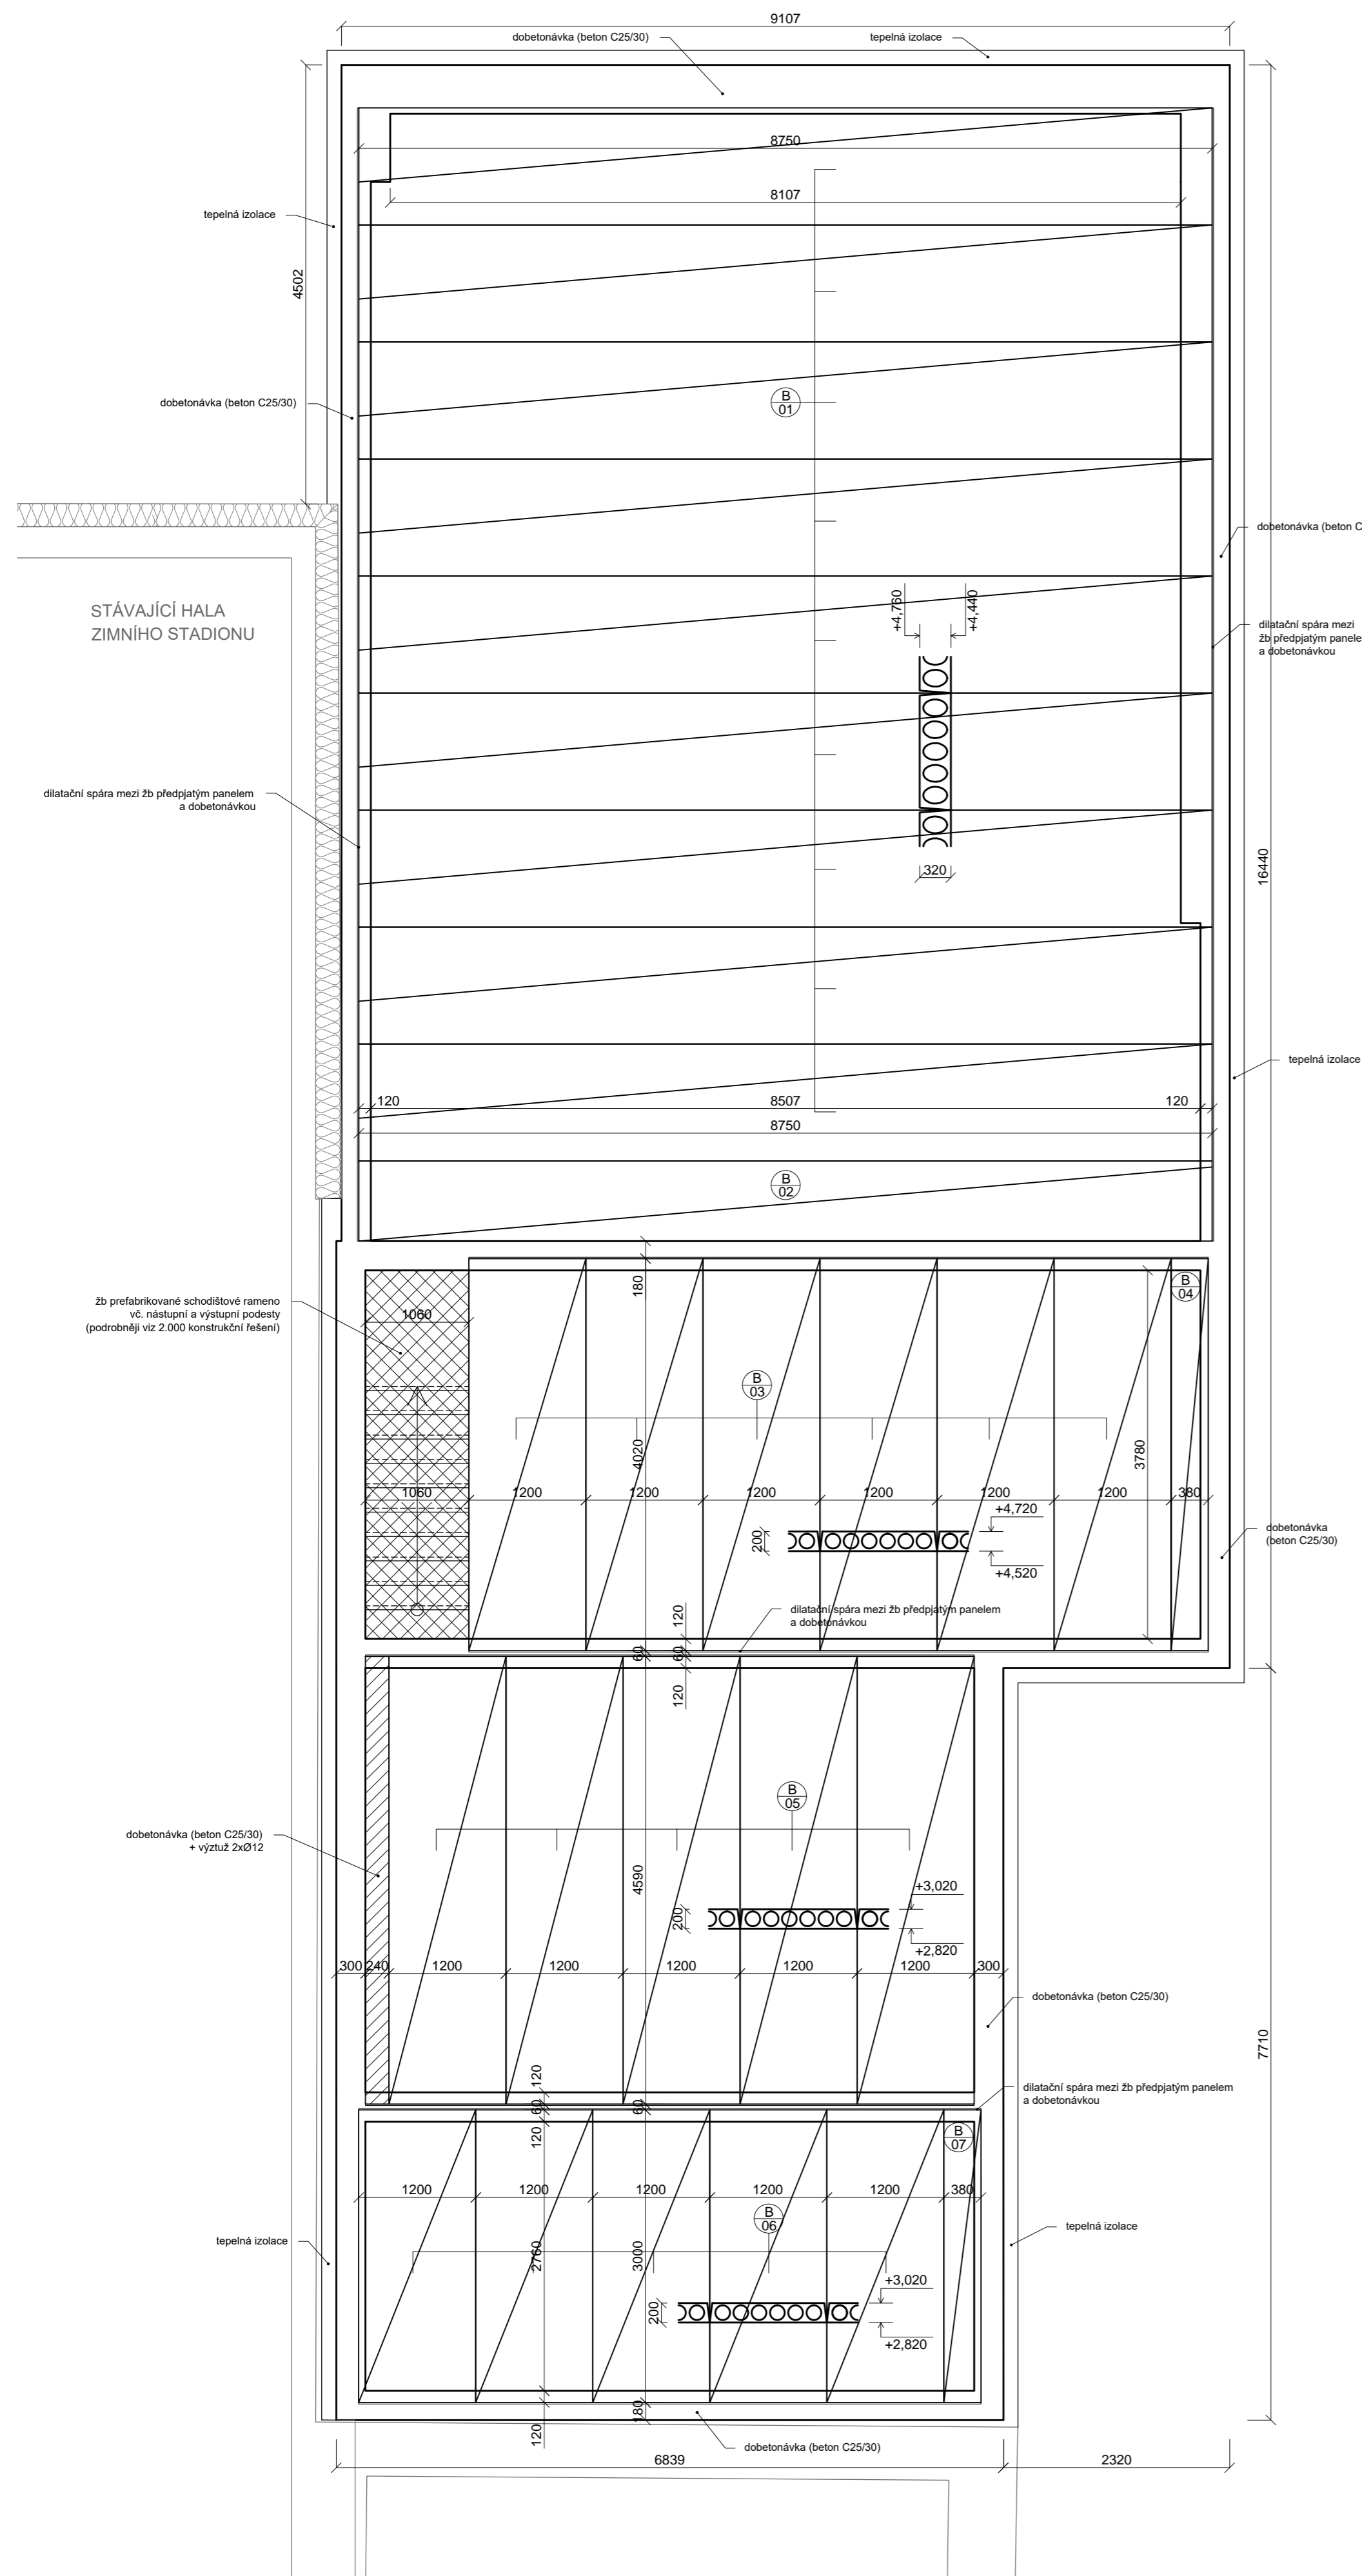 9107
dobetonávka (beton C25/30)
tepelná izolace
8750
8107
tepelná izolace
4502
dobetonávka (beton C25/30)
B
01
dobetonávka (beton C
STÁVAJÍCÍ HALA
ZIMNÍHO STADIONU
+4,760
+4,440
dilatační spára mezi
žb předpjatým panele
a dobetonávkou
dilatační spára mezi žb předpjatým panelem
a dobetonávkou
320
16440
tepelná izolace
120
8507
120
8750
B
02
180
žb prefabrikované schodišťové rameno
vč. nástupní a výstupní podesty
(podrobněji viz 2.000 konstrukční řešení)
1060
B
04
B
03
4020
3780
1060
1200
1200
1200
1200
1200
1200
380
+4,720
200
+4,520
dobetonávka
(beton C25/30)
dilatační spára mezi žb předpjatým panelem
a dobetonávkou
120
60
60
120
B
05
dobetonávka (beton C25/30)
+ výztuž 2xØ12
4590
+3,020
200
+2,820
300
240
1200
1200
1200
1200
1200
300
dobetonávka (beton C25/30)
7710
120
60
60
120
dilatační spára mezi žb předpjatým panelem
a dobetonávkou
B
07
1200
1200
1200
1200
1200
380
B
06
tepelná izolace
tepelná izolace
2760
3000
+3,020
200
+2,820
180
120
dobetonávka (beton C25/30)
6839
2320